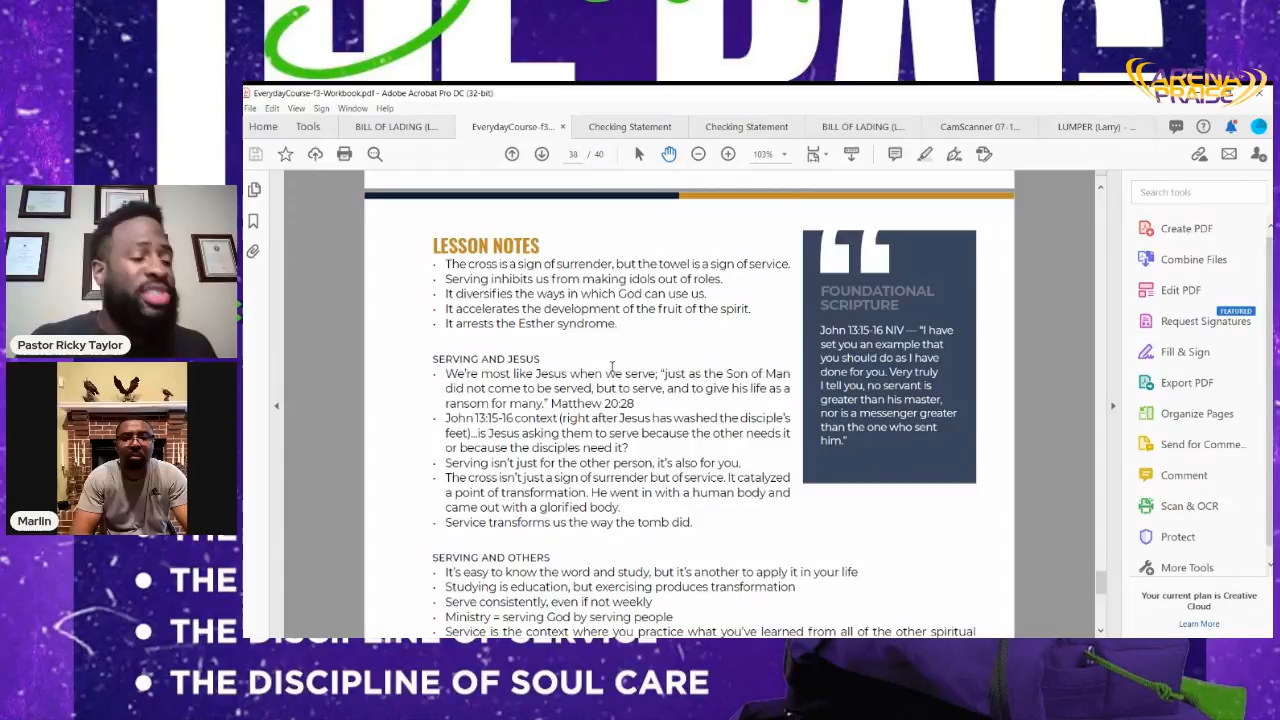 ARENA
PRAISE
EverydayCourse-f3-Workbook.pdf - Adobe Acrobat Pro DC (32-bit)
File Edit View Sign Window Help
Home Tools BILL OF LADING (L... EverydayCourse-f3... × Checking Statement Checking Statement BILL OF LADING (L... CamScanner 07-1... LUMPER (Larry) - ...
38 / 40 103%
LESSON NOTES
· The cross is a sign of surrender, but the towel is a sign of service.
· Serving inhibits us from making idols out of roles.
· It diversifies the ways in which God can use us.
· It accelerates the development of the fruit of the spirit.
· It arrests the Esther syndrome.
SERVING AND JESUS
· We're most like Jesus when we serve; "just as the Son of Man
did not come to be served, but to serve, and to give his life as a
ransom for many." Matthew 20:28
· John 13:15-16 context (right after Jesus has washed the disciple's
feet)...is Jesus asking them to serve because the other needs it
or because the disciples need it?
· Serving isn't just for the other person, it's also for you.
· The cross isn't just a sign of surrender but of service. It catalyzed
a point of transformation. He went in with a human body and
came out with a glorified body.
· Service transforms us the way the tomb did.
SERVING AND OTHERS
· It's easy to know the word and study, but it's another to apply it in your life
· Studying is education, but exercising produces transformation
· Serve consistently, even if not weekly
· Ministry = serving God by serving people
· Service is the context where you practice what you've learned from all of the other spiritual
FOUNDATIONAL
SCRIPTURE
John 13:15-16 NIV — "I have
set you an example that
you should do as I have
done for you. Very truly
I tell you, no servant is
greater than his master,
nor is a messenger greater
than the one who sent
him."
Search tools
Create PDF
Combine Files
Edit PDF
FEATURED
Request Signatures
Fill & Sign
Export PDF
Organize Pages
Send for Comme...
Comment
Scan & OCR
Protect
More Tools
Your current plan is Creative
Cloud
Learn More
Pastor Ricky Taylor
Marlin
• THE
• THE DISCIPLINE OF SERVICE
• THE DISCIPLINE OF SOUL CARE